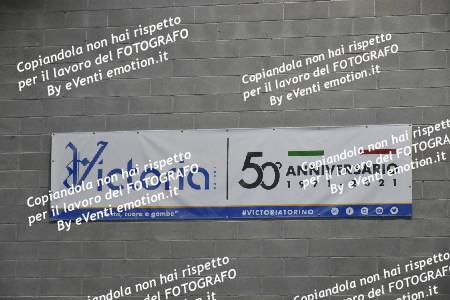 Copiandola non hai rispetto
per il lavoro del FOTOGRAFO
By eVenti emotion.it
Copiandola non hai rispetto
per il lavoro del FOTOGRAFO
By eVenti emotion.it
Victoria
50° ANNIVERSARIO
cuore e gambe"
#VICTORIATORINO
Copiandola non hai rispetto
per il lavoro del FOTOGRAFO
By eVenti emotion.it
Copiandola non hai rispetto
per il lavoro del FOTOGRAFO
By eVenti emotion.it
Copiandola non hai rispetto
per il lavoro del FOTOGRAFO
By eVenti emotion.it
Copiandola non hai rispetto
per il lavoro del FOTOGRAFO